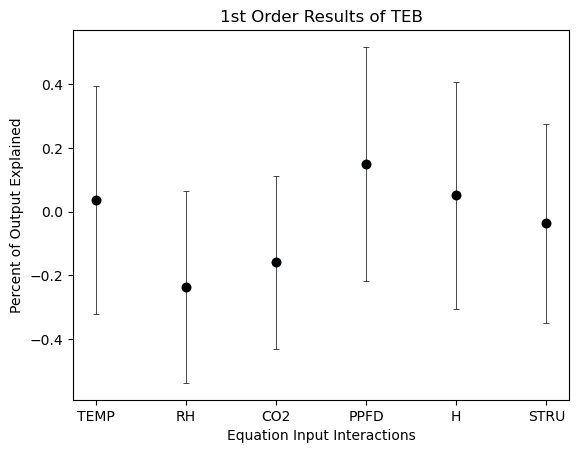 1st Order Results of TEB
Percent of Output Explained
0.4
0.2
0.0
−0.2
−0.4
TEMP RH CO2 PPFD H STRU
Equation Input Interactions